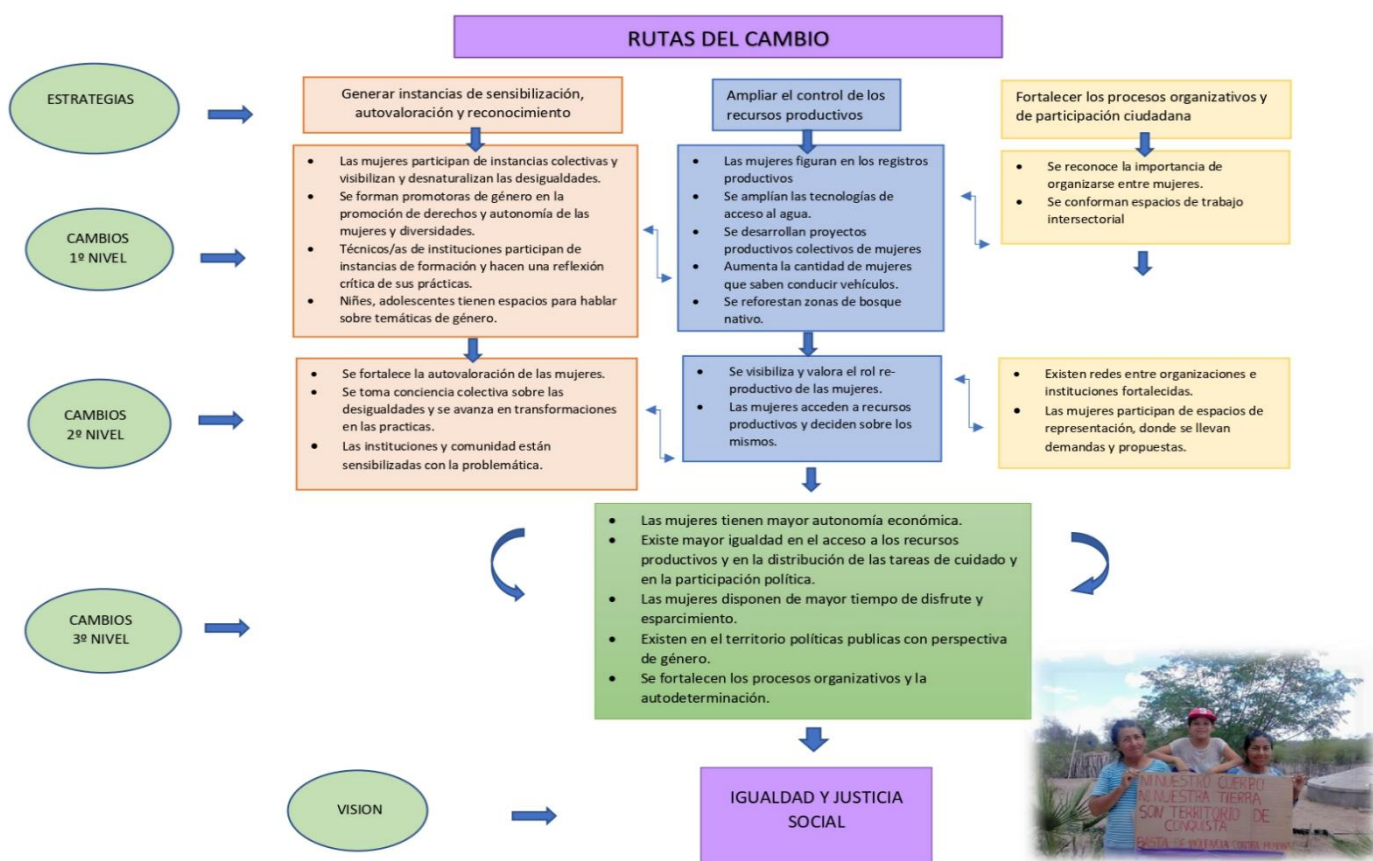 RUTAS DEL CAMBIO
ESTRATEGIAS
Generar instancias de sensibilización,
autovaloración y reconocimiento
Ampliar el control de los
recursos productivos
Fortalecer los procesos organizativos y
de participación ciudadana
CAMBIOS
1º NIVEL
• Las mujeres participan de instancias colectivas y
visibilizan y desnaturalizan las desigualdades.
• Se forman promotoras de género en la
promoción de derechos y autonomía de las
mujeres y diversidades.
• Técnicos/as de instituciones participan de
instancias de formación y hacen una reflexión
crítica de sus prácticas.
• Niñes, adolescentes tienen espacios para hablar
sobre temáticas de género.
• Las mujeres figuran en los registros
productivos
• Se amplían las tecnologías de
acceso al agua.
• Se desarrollan proyectos
productivos colectivos de mujeres
• Aumenta la cantidad de mujeres
que saben conducir vehículos.
• Se reforestan zonas de bosque
nativo.
• Se reconoce la importancia de
organizarse entre mujeres.
• Se conforman espacios de trabajo
intersectorial
CAMBIOS
2º NIVEL
• Se fortalece la autovaloración de las mujeres.
• Se toma conciencia colectiva sobre las
desigualdades y se avanza en transformaciones
en las practicas.
• Las instituciones y comunidad están
sensibilizadas con la problemática.
• Se visibiliza y valora el rol re-
productivo de las mujeres.
• Las mujeres acceden a recursos
productivos y deciden sobre los
mismos.
• Existen redes entre organizaciones e
instituciones fortalecidas.
• Las mujeres participan de espacios de
representación, donde se llevan
demandas y propuestas.
CAMBIOS
3º NIVEL
• Las mujeres tienen mayor autonomía económica.
• Existe mayor igualdad en el acceso a los recursos
productivos y en la distribución de las tareas de cuidado y
en la participación política.
• Las mujeres disponen de mayor tiempo de disfrute y
esparcimiento.
• Existen en el territorio políticas publicas con perspectiva
de género.
• Se fortalecen los procesos organizativos y la
autodeterminación.
VISION
IGUALDAD Y JUSTICIA
SOCIAL
NI NUESTRO CUERPO
NI NUESTRA TIERRA
SON TERRITORIO DE
CONQUISTA
BASTA DE VIOLENCIA